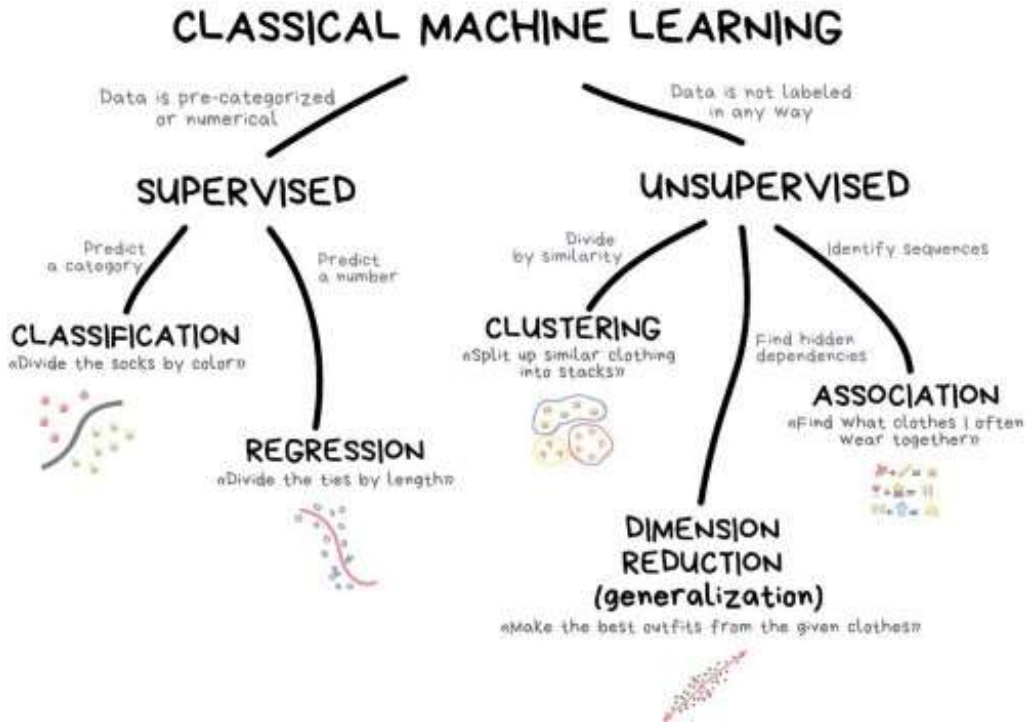 CLASSICAL MACHINE LEARNING
Data is pre-categorized
or numerical
Data is not labeled
in any way
SUPERVISED
UNSUPERVISED
Predict
a category
Predict
a number
Divide
by similarity
Identify sequences
CLASSIFICATION
«Divide the socks by color»
CLUSTERING
«Split up similar clothing
into stacks»
Find hidden
dependencies
ASSOCIATION
«Find what clothes I often
wear together»
REGRESSION
«Divide the ties by length»
DIMENSION
REDUCTION
(generalization)
«Make the best outfits from the given clothes»